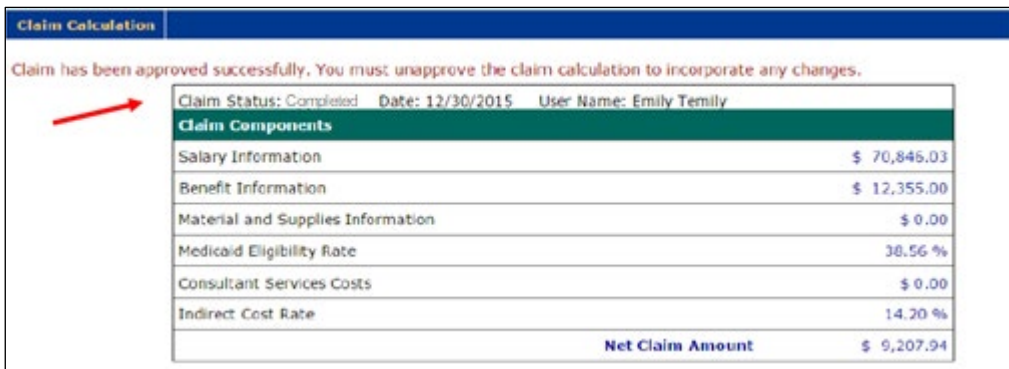 Claim Calculation
Claim has been approved successfully. You must unapprove the claim calculation to incorporate any changes.
Claim Status: Completed Date: 12/30/2015 User Name: Emily Temily
Claim Components
Salary Information $ 70,846.03
Benefit Information $ 12,355.00
Material and Supplies Information $ 0.00
Medicaid Eligibility Rate 38.56 %
Consultant Services Costs $ 0.00
Indirect Cost Rate 14.20 %
Net Claim Amount $ 9,207.94